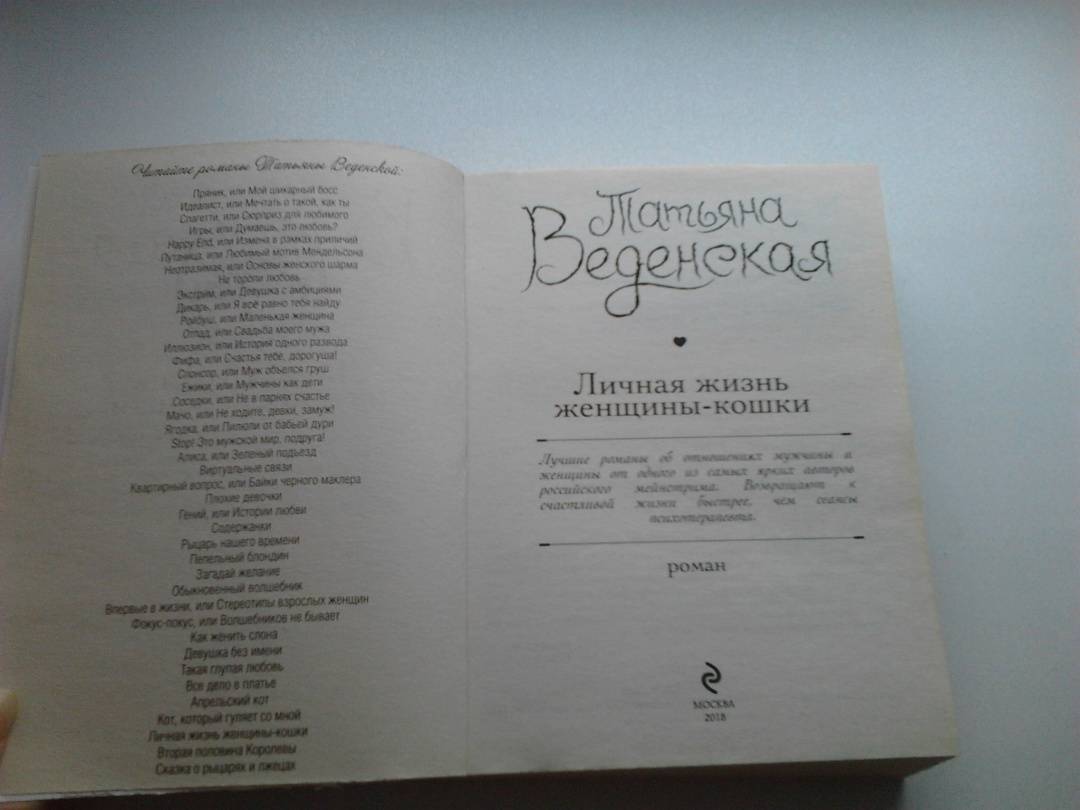 Читайте романы Татьяны Веденской:
Пряник, или Мой шикарный босс
Идеалист, или Мечтать о такой, как ты
Спагетти, или Сюрприз для любимого
Игры, или Думаешь, это любовь?
Happy End, или Измена в рамках приличий
Путаница, или Любимый мотив Мендельсона
Неотразимая, или Основы женского шарма
Не торопи любовь
Экстрим, или Девушка с амбициями
Дикарь, или Я все равно тебя найду
Ройбуш, или Маленькая женщина
Отпад, или Свадьба моего мужа
Иллюзион, или История одного развода
Фифа, или Счастья тебе, дорогуша!
Спонсор, или Муж объелся груш
Ежики, или Мужчины как дети
Соседки, или Не в парнях счастье
Мачо, или Не ходите, девки, замуж!
Ягодка, или Пилюли от бабьей дури
Stop! Это мужской мир, подруга!
Алиса, или Зеленый подъезд
Виртуальные связи
Квартирный вопрос, или Байки черного маклера
Плохие девочки
Гений, или Истории любви
Содержанки
Рыцарь нашего времени
Пепельный блондин
Загадай желание
Обыкновенный волшебник
Впервые в жизни, или Стереотипы взрослых женщин
Фокус-покус, или Волшебников не бывает
Как женить слона
Девушка без имени
Такая глупая любовь
Все дело в платье
Апрельский кот
Кот, который гуляет со мной
Личная жизнь женщины-кошки
Вторая половина Королевы
Сказка о рыцарях и лжецах
Татьяна
Веденская
Личная жизнь
женщины-кошки
Лучшие романы об отношениях мужчины и
женщины от одного из самых ярких авторов
российского мейнстрима. Возвращают к
счастливой жизни быстрее, чем сеансы
психотерапевта.
роман
МОСКВА
2018